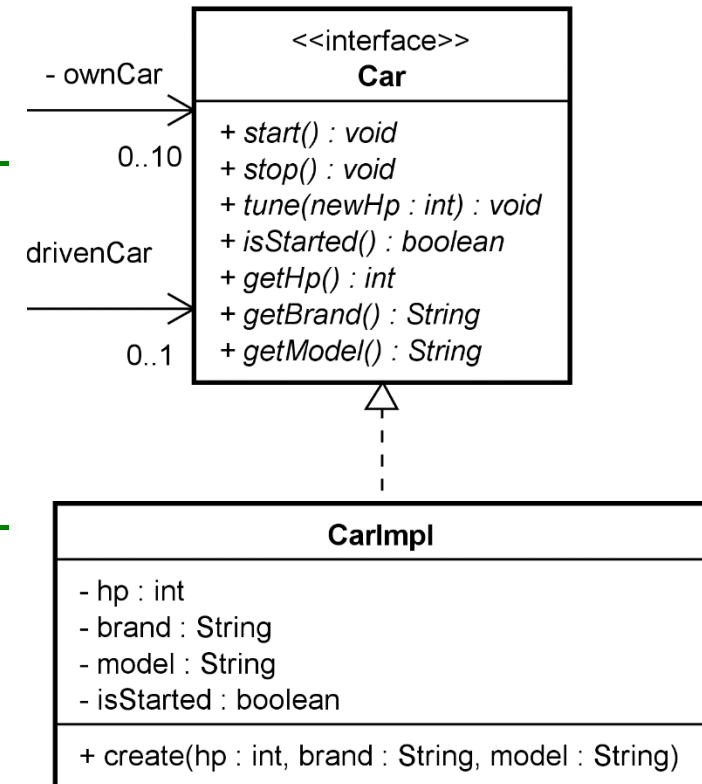 <<interface>>
Car
- ownCar
0..10
+ start() : void
+ stop() : void
+ tune(newHp : int) : void
+ isStarted() : boolean
+ getHp() : int
+ getBrand() : String
+ getModel() : String
drivenCar
0..1
CarImpl
- hp : int
- brand : String
- model : String
- isStarted : boolean
+ create(hp : int, brand : String, model : String)